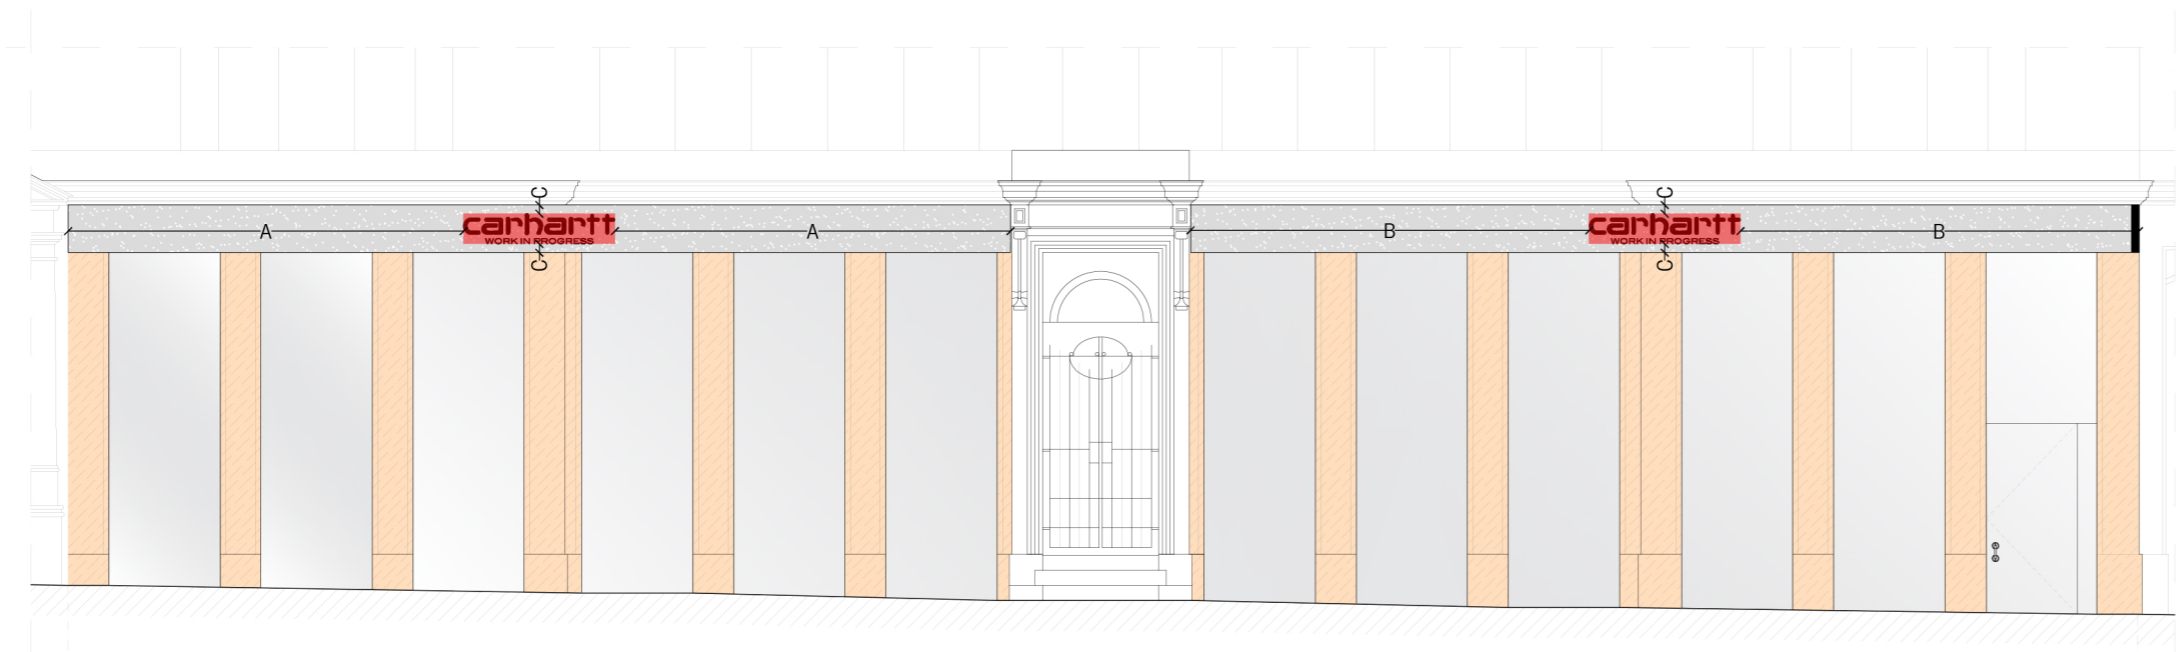 C C
carhartt carhartt
A A B B
WORK IN PROGRESS WORK IN PROGRESS
C C